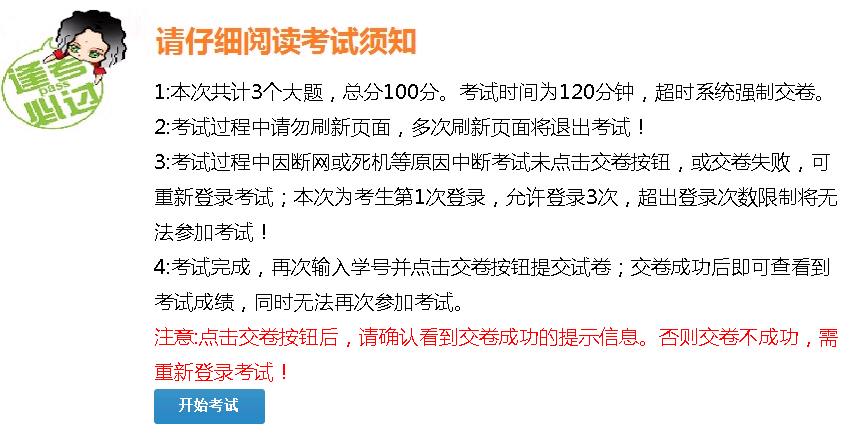 请仔细阅读考试须知
逢考
pass
必过
1:本次共计3个大题，总分100分。考试时间为120分钟，超时系统强制交卷。
2:考试过程中请勿刷新页面，多次刷新页面将退出考试！
3:考试过程中因断网或死机等原因中断考试未点击交卷按钮，或交卷失败，可
重新登录考试；本次为考生第1次登录，允许登录3次，超出登录次数限制将无
法参加考试！
4:考试完成，再次输入学号并点击交卷按钮提交试卷；交卷成功后即可查看到
考试成绩，同时无法再次参加考试。
注意:点击交卷按钮后，请确认看到交卷成功的提示信息。否则交卷不成功，需
重新登录考试！
开始考试